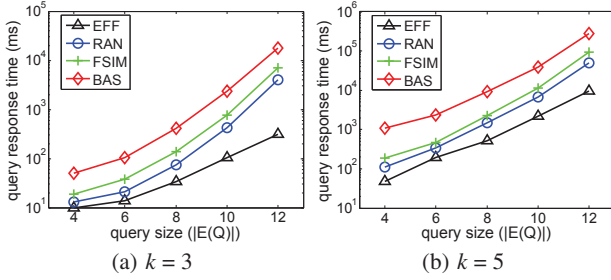 query response time (ms)
10^5
10^4
10^3
10^2
10^1
EFF
RAN
FSIM
BAS
4 6 8 10 12
query size (|E(Q)|)
(a) k = 3
query response time (ms)
10^6
10^5
10^4
10^3
10^2
10^1
EFF
RAN
FSIM
BAS
4 6 8 10 12
query size (|E(Q)|)
(b) k = 5